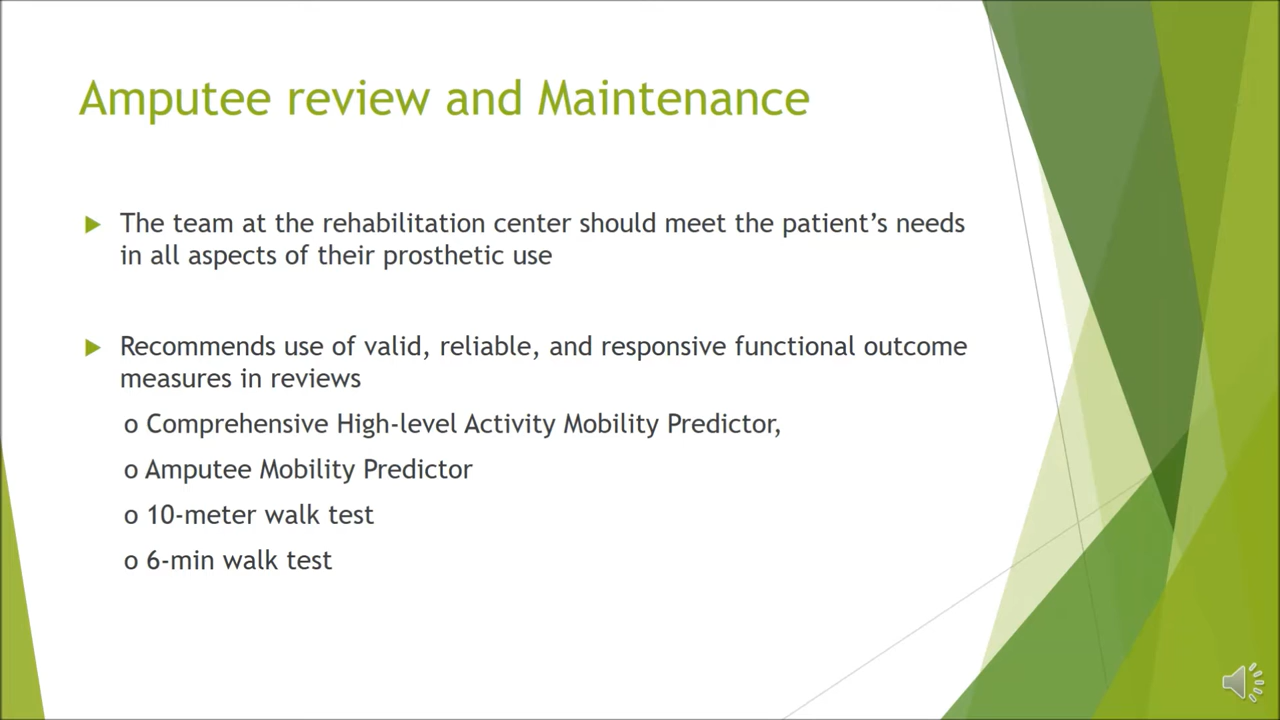 Amputee review and Maintenance
The team at the rehabilitation center should meet the patient’s needs
in all aspects of their prosthetic use
Recommends use of valid, reliable, and responsive functional outcome
measures in reviews
o Comprehensive High-level Activity Mobility Predictor,
o Amputee Mobility Predictor
o 10-meter walk test
o 6-min walk test